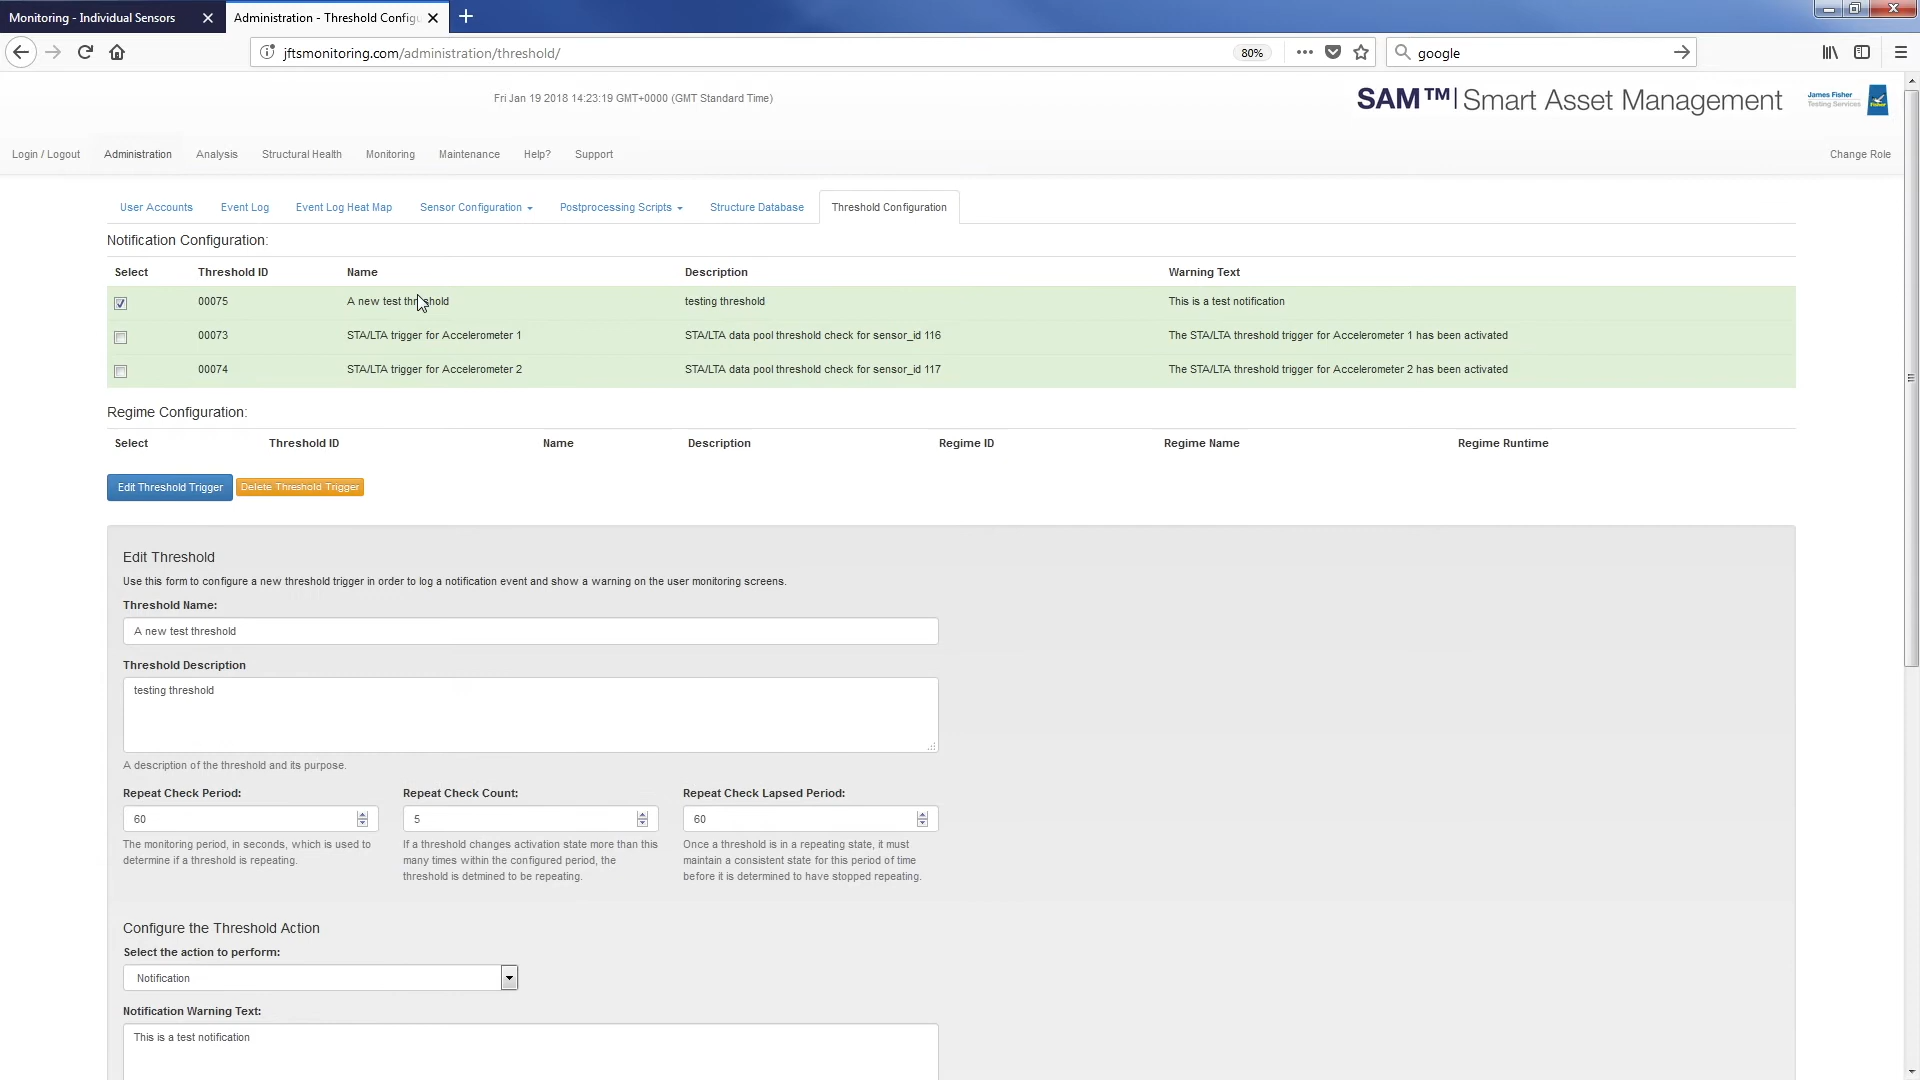 Monitoring - Individual Sensors
Administration - Threshold Config
jftsmonitoring.com/administration/threshold/
80%
google
Fri Jan 19 2018 14:23:19 GMT+0000 (GMT Standard Time)
SAM™| Smart Asset Management
James Fisher
Testing Services
Login / Logout
Administration
Analysis
Structural Health
Monitoring
Maintenance
Help?
Support
Change Role
User Accounts
Event Log
Event Log Heat Map
Sensor Configuration
Postprocessing Scripts
Structure Database
Threshold Configuration
Notification Configuration:
Select Threshold ID Name Description Warning Text
00075 A new test threshold testing threshold This is a test notification
00073 STA/LTA trigger for Accelerometer 1 STA/LTA data pool threshold check for sensor_id 116 The STA/LTA threshold trigger for Accelerometer 1 has been activated
00074 STA/LTA trigger for Accelerometer 2 STA/LTA data pool threshold check for sensor_id 117 The STA/LTA threshold trigger for Accelerometer 2 has been activated
Regime Configuration:
Select Threshold ID Name Description Regime ID Regime Name Regime Runtime
Edit Threshold Trigger
Delete Threshold Trigger
Edit Threshold
Use this form to configure a new threshold trigger in order to log a notification event and show a warning on the user monitoring screens.
Threshold Name:
A new test threshold
Threshold Description
testing threshold
A description of the threshold and its purpose.
Repeat Check Period:
60
The monitoring period, in seconds, which is used to
determine if a threshold is repeating.
Repeat Check Count:
5
If a threshold changes activation state more than this
many times within the configured period, the
threshold is detmined to be repeating.
Repeat Check Lapsed Period:
60
Once a threshold is in a repeating state, it must
maintain a consistent state for this period of time
before it is determined to have stopped repeating.
Configure the Threshold Action
Select the action to perform:
Notification
Notification Warning Text:
This is a test notification